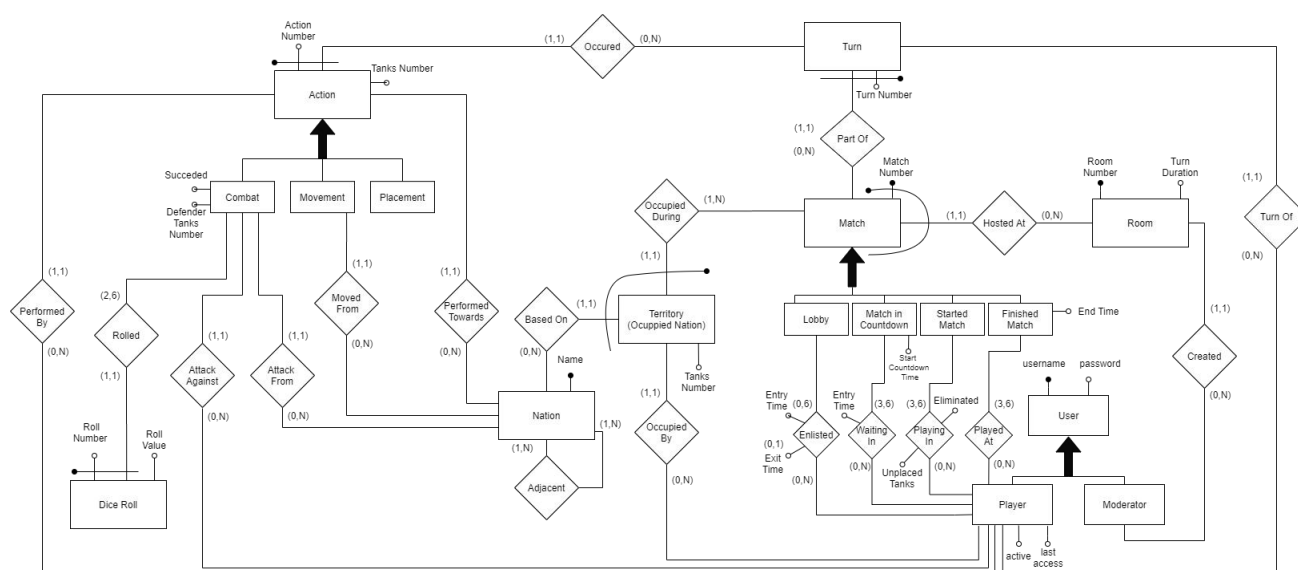 Action
Number
(1,1)
Occured
(0,N)
Turn
Tanks Number
Action
Turn Number
(1,1)
Part Of
(0,N)
Match
Number
Room
Number
Turn
Duration
(1,1)
Turn Of
(0,N)
Succeded
Combat
Movement
Placement
Defender
Tanks
Number
Occupied
During
(1,N)
(1,1)
Match
(1,1)
Hosted At
(0,N)
Room
(1,1)
Performed
By
(0,N)
(2,6)
Rolled
(1,1)
(1,1)
Attack
Against
(0,N)
(1,1)
Attack
From
(0,N)
(1,1)
Moved
From
(0,N)
(1,1)
Performed
Towards
(0,N)
Based On
(1,1)
(0,N)
Territory
(Ocuppied Nation)
Tanks
Number
Name
Nation
(1,N)
(1,N)
Adjacent
(1,1)
Occupied
By
(0,N)
Lobby
Match in
Countdown
Started
Match
Finished
Match
End Time
Start
Countdown
Time
Entry
Time
(0,6)
Enlisted
(0,1)
Exit
Time
(0,N)
Entry
Time
(3,6)
Waiting
In
(0,N)
(3,6)
Eliminated
Playing
In
Unplaced
Tanks
(0,N)
(3,6)
Played
At
(0,N)
username
password
User
(1,1)
Created
(0,N)
Roll
Number
Roll
Value
Dice Roll
Player
Moderator
active
last
access